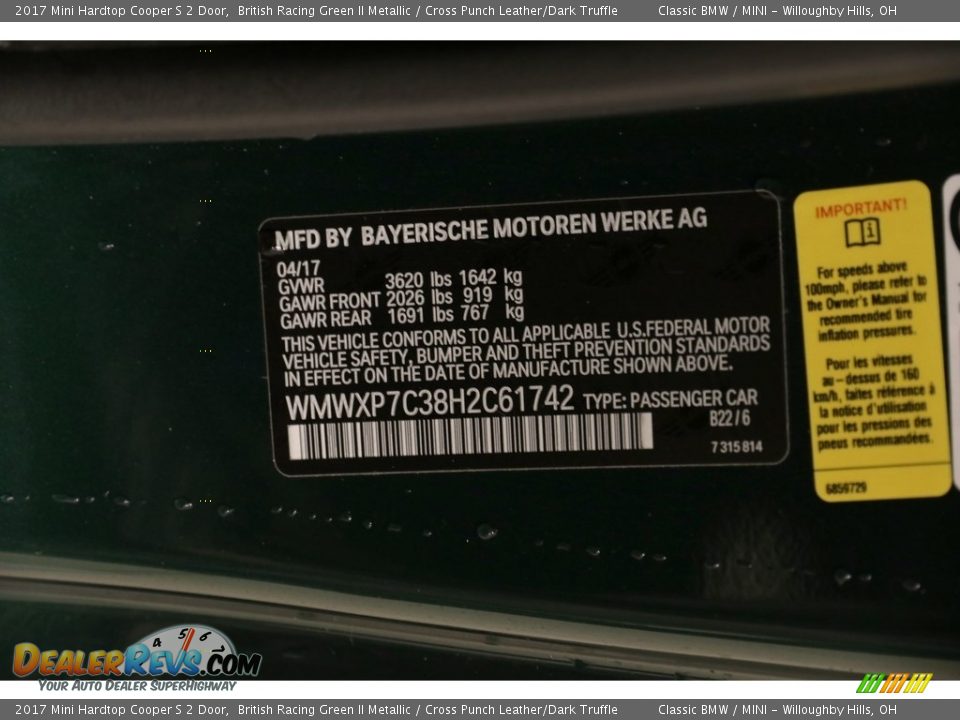 2017 Mini Hardtop Cooper S 2 Door,  British Racing Green II Metallic / Cross Punch Leather/Dark Truffle          Classic BMW / MINI - Willoughby Hills, OH
MFD BY BAYERISCHE MOTOREN WERKE AG
04/17
GVWR 3620 lbs 1642 kg
GAWR FRONT 2026 lbs 919 kg
GAWR REAR 1691 lbs 767 kg
THIS VEHICLE CONFORMS TO ALL APPLICABLE U.S.FEDERAL MOTOR
VEHICLE SAFETY, BUMPER AND THEFT PREVENTION STANDARDS
IN EFFECT ON THE DATE OF MANUFACTURE SHOWN ABOVE.
WMWXP7C38H2C61742 TYPE: PASSENGER CAR
B22/6
7315814
IMPORTANT!
For speeds above
100mph, please refer to
the Owner's Manual for
recommended tire
inflation pressures.
Pour les vitesses
au-dessus de 160
km/h, faites référence à
la notice d'utilisation
pour les pressions des
pneus recommandées.
6859729
4 5 6
DEALERREVS.COM
YOUR AUTO DEALER SUPERHIGHWAY
2017 Mini Hardtop Cooper S 2 Door,  British Racing Green II Metallic / Cross Punch Leather/Dark Truffle          Classic BMW / MINI - Willoughby Hills, OH